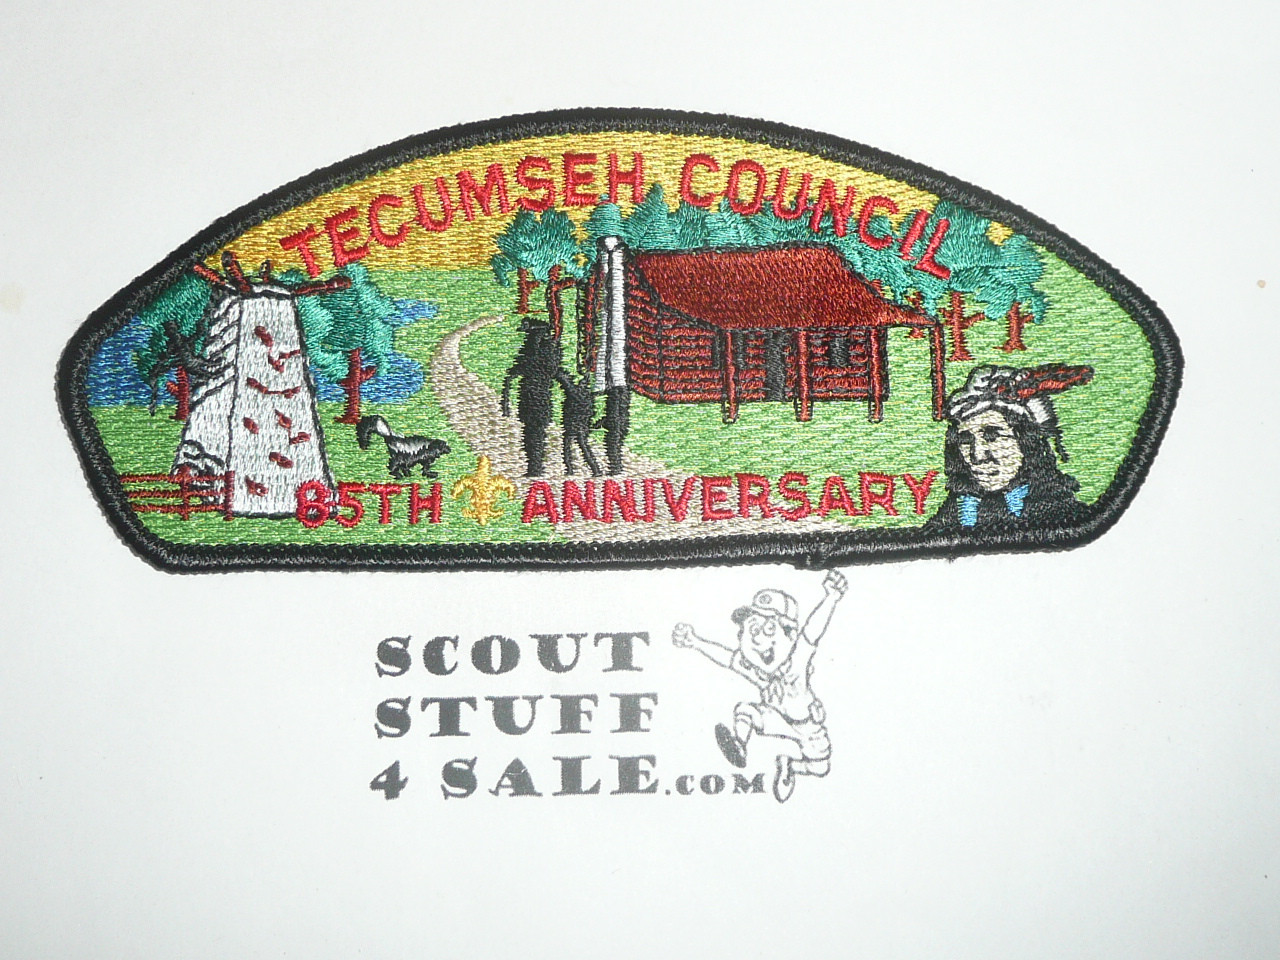 TECUMSEH COUNCIL
85TH ANNIVERSARY
SCOUT
STUFF
4 SALE.COM